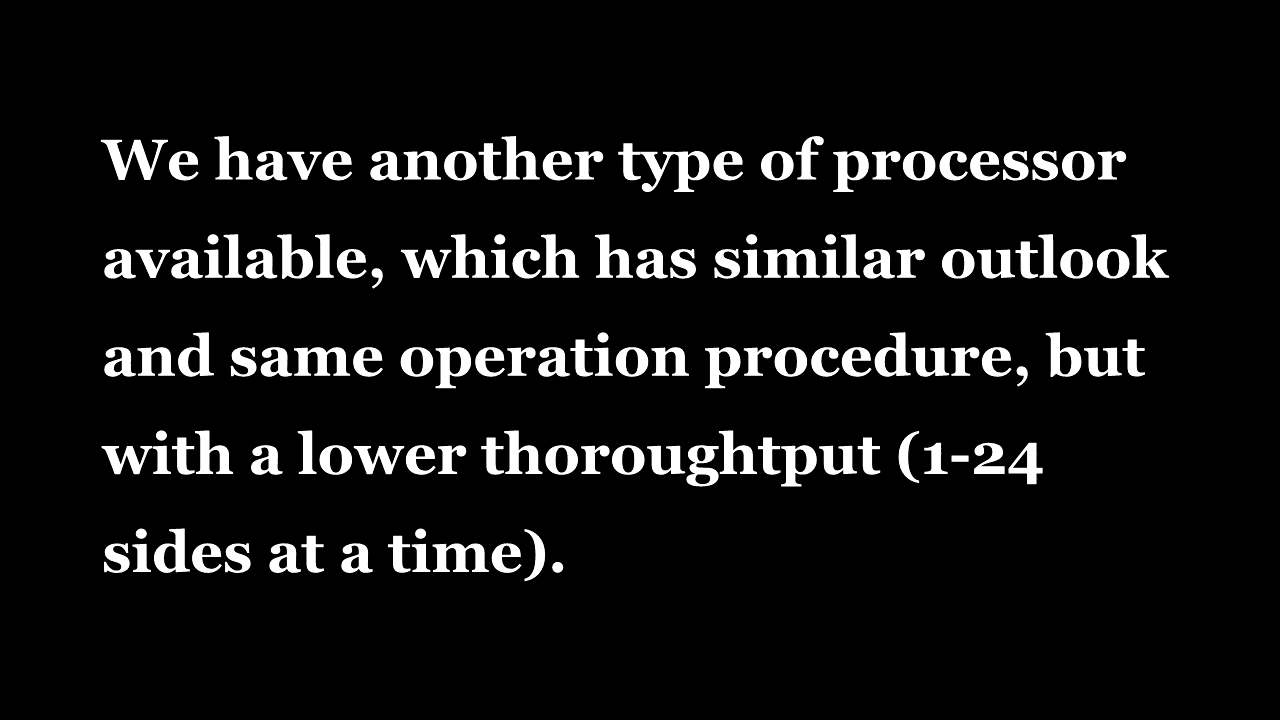 We have another type of processor
available, which has similar outlook
and same operation procedure, but
with a lower thoroughtput (1-24
sides at a time).